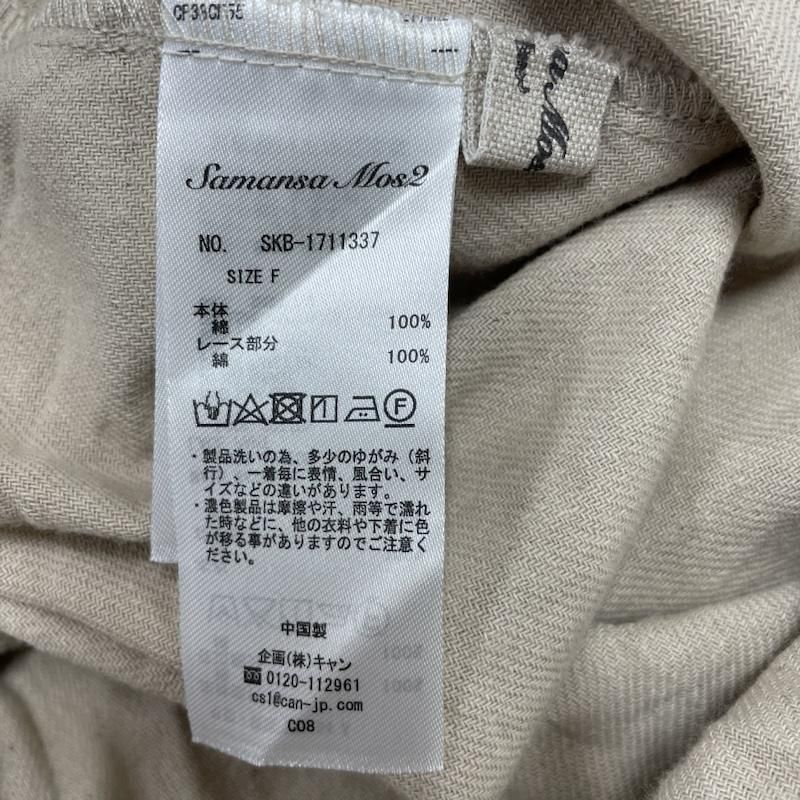 Samansa Mos2
NO. SKB-1711337
SIZE F
本体
綿 100%
レース部分
綿 100%
F
・製品洗いの為、多少のゆがみ（斜
行）、一着毎に表情、風合い、サ
イズなどの違いがあります。
・濃色製品は摩擦や汗、雨等で濡れ
た時などに、他の衣料や下着に色
が移る事がありますのでご注意く
ださい。
中国製
企画(株)キャン
0120-112961
cs1@can-jp.com
C08